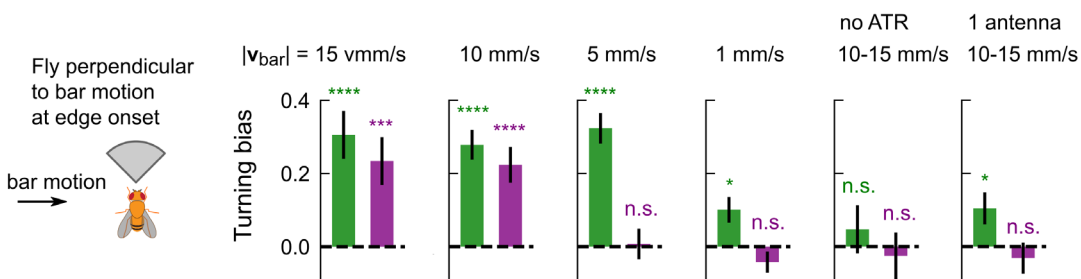 no ATR
1 antenna
|vbar| = 15 vmm/s
10 mm/s
5 mm/s
1 mm/s
10-15 mm/s
10-15 mm/s
Fly perpendicular
to bar motion
at edge onset
bar motion
Turning bias
0.4
0.2
0.0
****
***
****
****
****
n.s.
*
n.s.
n.s.
n.s.
*
n.s.